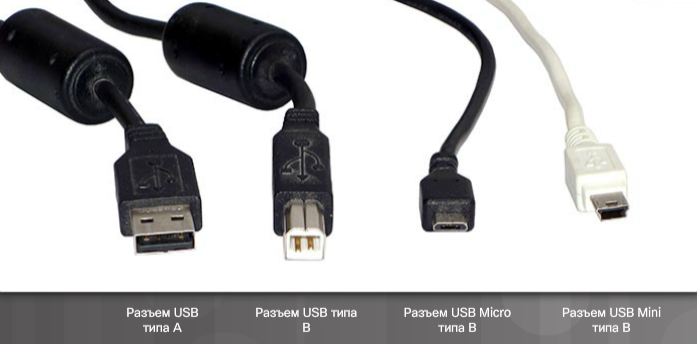 Разъем USB
типа A
Разъем USB типа
B
Разъем USB Micro
типа B
Разъем USB Mini
типа B